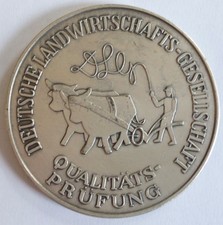 DEUTSCHE LANDWIRTSCHAFTS-GESELLSCHAFT
DLG
QUALITÄTS-
PRÜFUNG